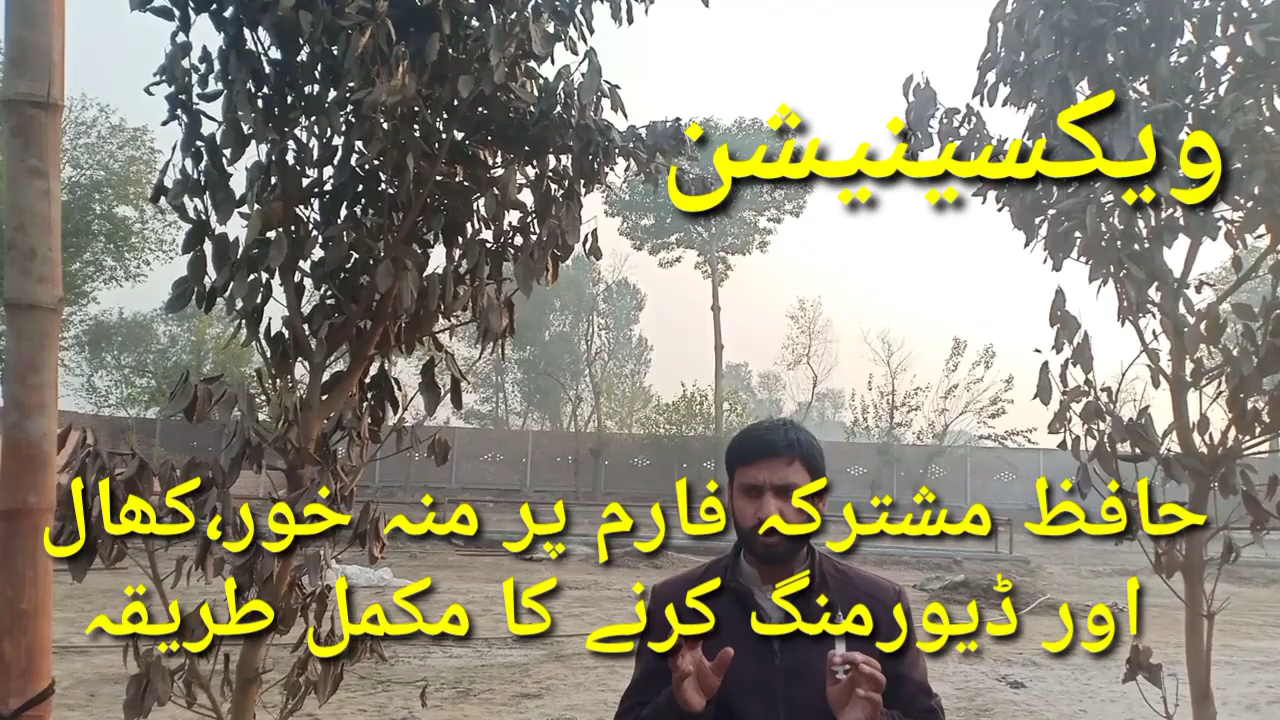 ویکسینیشن
حافظ مشترکہ فارم پر منہ خور،کھال
اور ڈیورمنگ کرنے کا مکمل طریقہ